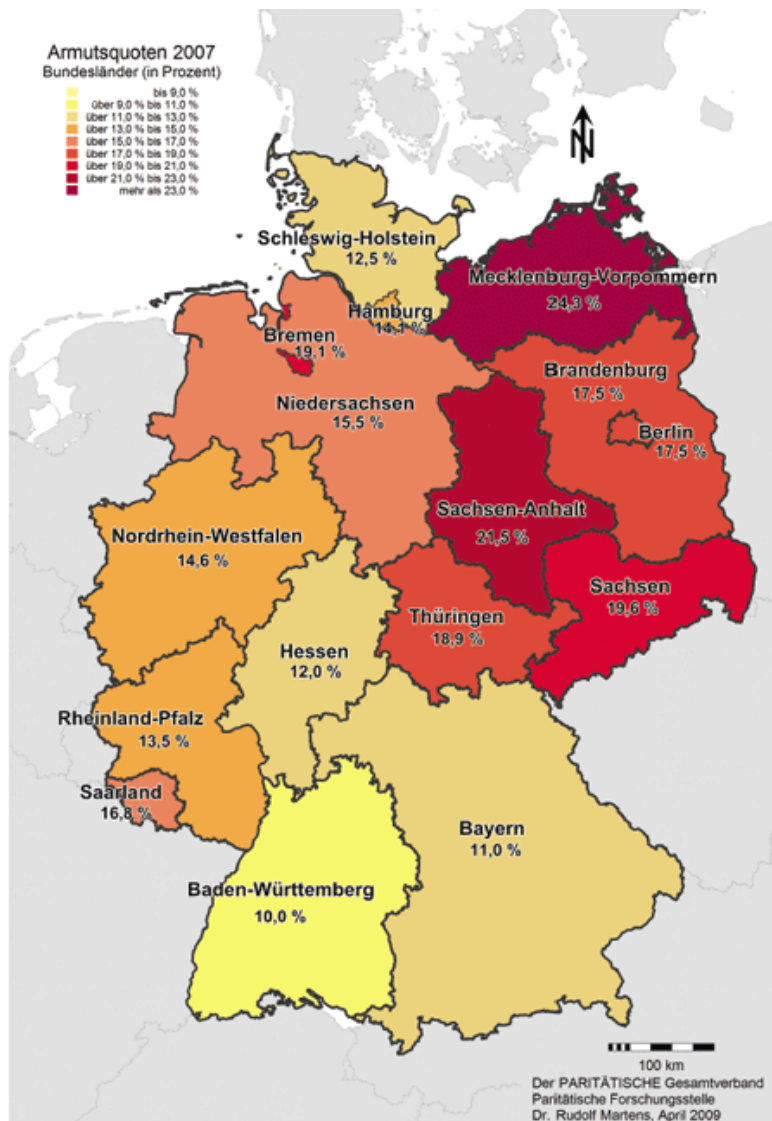 Armutsquoten 2007
Bundesländer (in Prozent)
bis 9,0 %
über 9,0 % bis 11,0 %
über 11,0 % bis 13,0 %
über 13,0 % bis 15,0 %
über 15,0 % bis 17,0 %
über 17,0 % bis 19,0 %
über 19,0 % bis 21,0 %
über 21,0 % bis 23,0 %
mehr als 23,0 %
N
Schleswig-Holstein
12,5 %
Mecklenburg-Vorpommern
24,3 %
Hamburg
14,1 %
Bremen
19,1 %
Brandenburg
17,5 %
Niedersachsen
15,5 %
Berlin
17,5 %
Sachsen-Anhalt
21,5 %
Nordrhein-Westfalen
14,6 %
Sachsen
19,6 %
Thüringen
18,9 %
Hessen
12,0 %
Rheinland-Pfalz
13,5 %
Saarland
16,8 %
Bayern
11,0 %
Baden-Württemberg
10,0 %
100 km
Der PARITÄTISCHE Gesamtverband
Paritätische Forschungsstelle
Dr. Rudolf Martens, April 2009